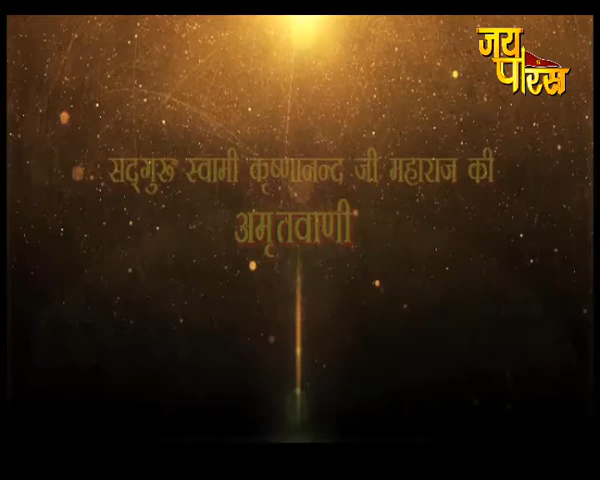 जय
पारस
सद्गुरू स्वामी कृष्णानन्द जी महाराज की
अमृतवाणी